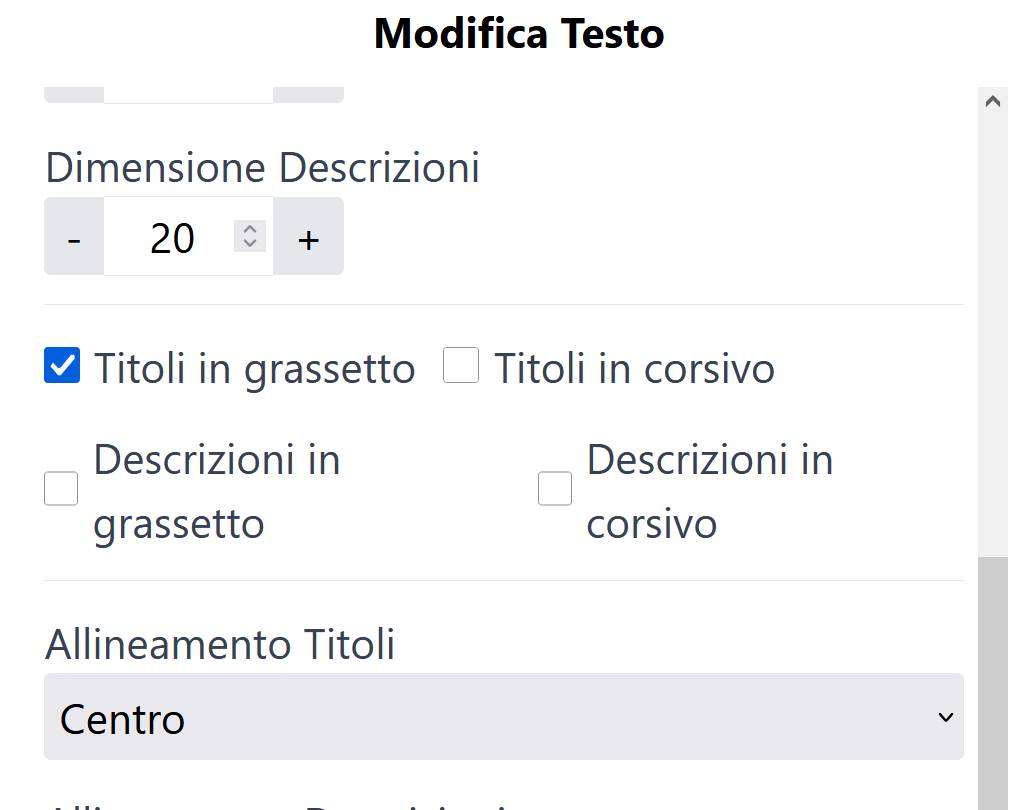 Modifica Testo
Dimensione Descrizioni
- 20 +
Titoli in grassetto Titoli in corsivo
Descrizioni in grassetto
Descrizioni in corsivo
Allineamento Titoli
Centro